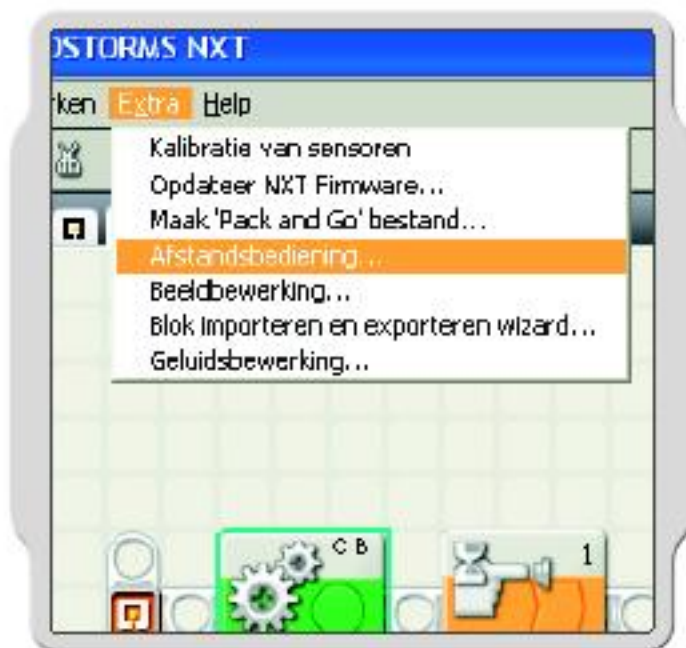 OSTORMS NXT
rken Extra Help
Kalibratie van sensoren
Opdateer NXT Firmware...
Maak 'Pack and Go' bestand...
Afstandsbediening...
Beeldbewerking...
Blok importeren en exporteren wizard...
Geluidsbewerking...
C B
1